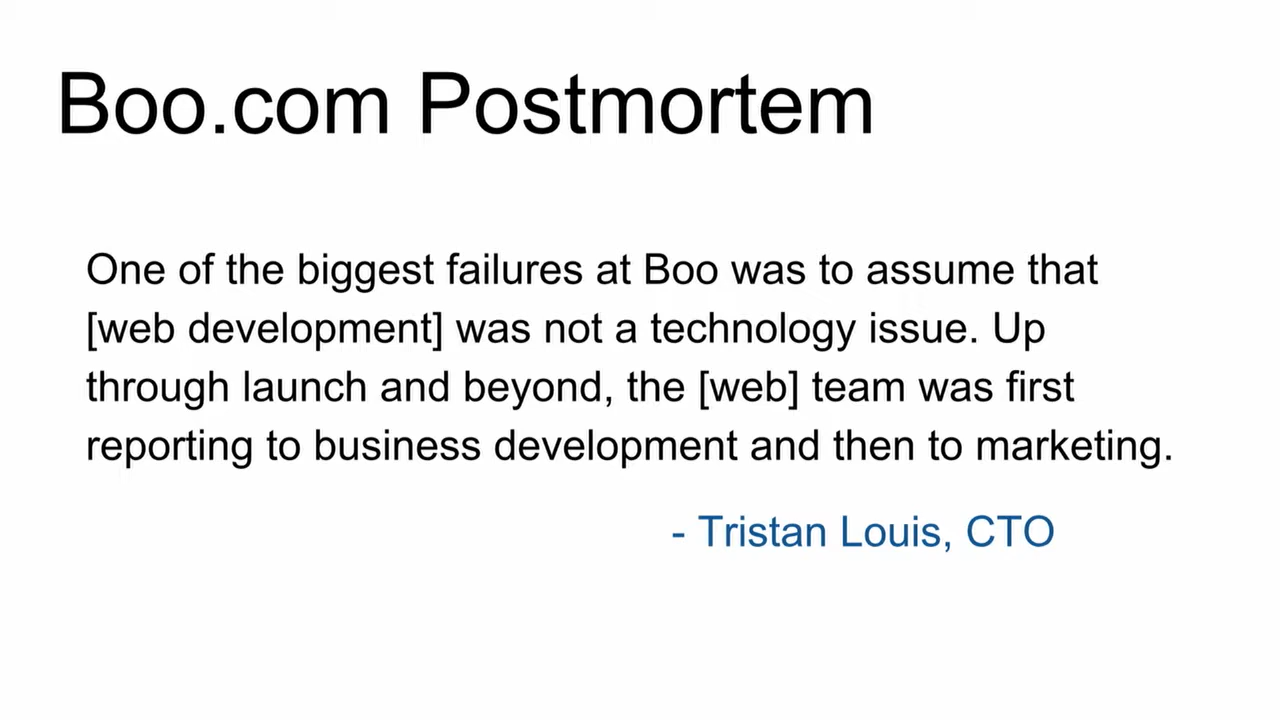 Boo.com Postmortem
One of the biggest failures at Boo was to assume that
[web development] was not a technology issue. Up
through launch and beyond, the [web] team was first
reporting to business development and then to marketing.
- Tristan Louis, CTO